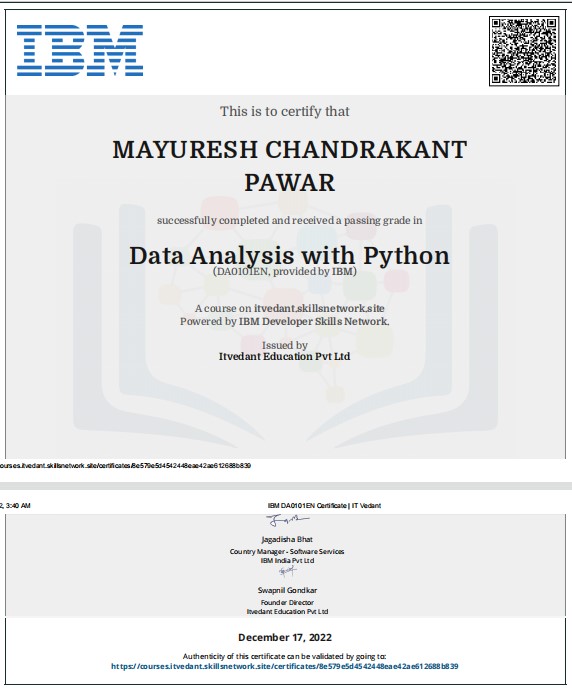 IBM
This is to certify that
MAYURESH CHANDRAKANT
PAWAR
successfully completed and received a passing grade in
Data Analysis with Python
(DA0101EN, provided by IBM)
A course on itvedant.skillsnetwork.site
Powered by IBM Developer Skills Network.
Issued by
Itvedant Education Pvt Ltd
ourses.itvedant.skillsnetwork.site/certificates/8e579e5d4542448eae42ae612688b839
2, 3:40 AM IBM DA0101EN Certificate | IT Vedant
Jagadisha Bhat
Country Manager - Software Services
IBM India Pvt Ltd
Swapnil Gondkar
Founder Director
Itvedant Education Pvt Ltd
December 17, 2022
Authenticity of this certificate can be validated by going to:
https://courses.itvedant.skillsnetwork.site/certificates/8e579e5d4542448eae42ae612688b839